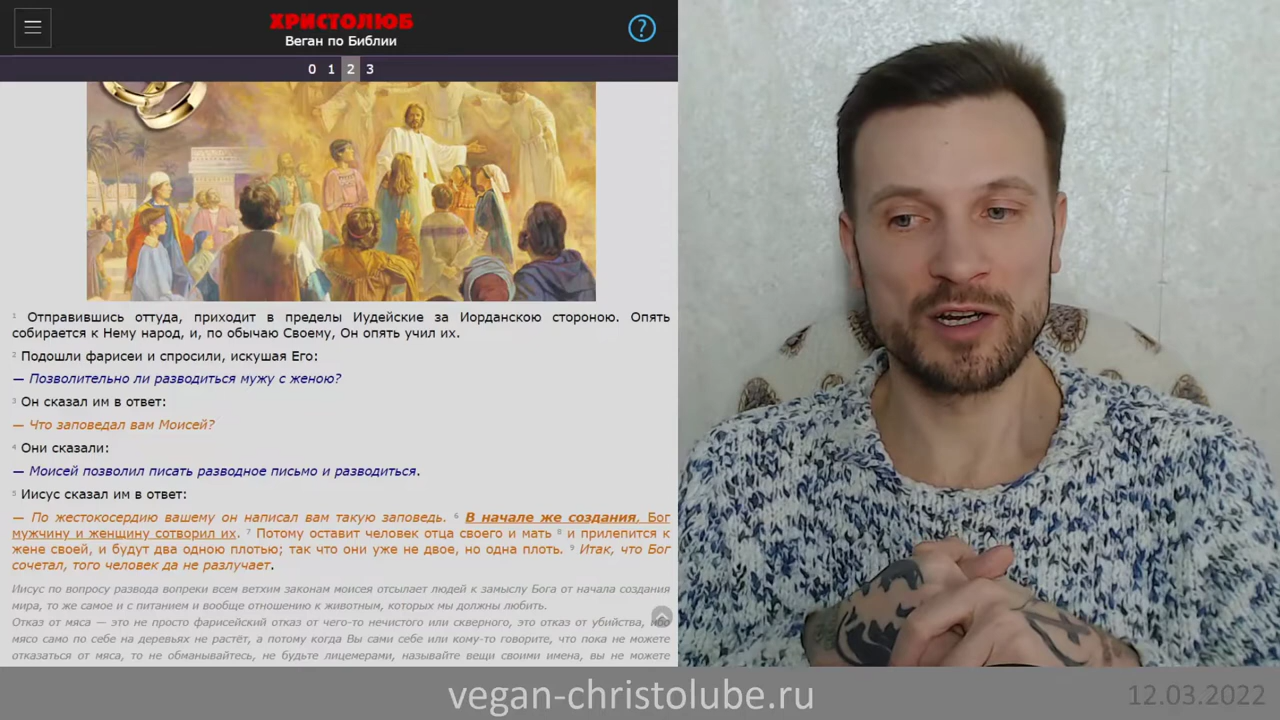 ХРИСТОЛЮБ
Веган по Библии
?
0 1 2 3
1 Отправившись оттуда, приходит в пределы Иудейские за Иорданскою стороною. Опять
собирается к Нему народ, и, по обычаю Своему, Он опять учил их.
2 Подошли фарисеи и спросили, искушая Его:
— Позволительно ли разводиться мужу с женою?
3 Он сказал им в ответ:
— Что заповедал вам Моисей?
4 Они сказали:
— Моисей позволил писать разводное письмо и разводиться.
5 Иисус сказал им в ответ:
— По жестокосердию вашему он написал вам такую заповедь. 6 В начале же создания, Бог
мужчину и женщину сотворил их. 7 Потому оставит человек отца своего и мать 8 и прилепится к
жене своей, и будут два одною плотью; так что они уже не двое, но одна плоть. 9 Итак, что Бог
сочетал, того человек да не разлучает.
Иисус по вопросу развода вопреки всем ветхим законам моисея отсылает людей к замыслу Бога от начала создания
мира, то же самое и с питанием и вообще отношению к животным, которых мы должны любить.
Отказ от мяса — это не просто фарисейский отказ от чего-то нечистого или скверного, это отказ от убийства, ибо
мясо само по себе на деревьях не растёт, а потому когда Вы сами себе или кому-то говорите, что пока не можете
отказаться от мяса, то не обманывайтесь, не будьте лицемерами, называйте вещи своими имена, вы не можете
vegan-christolube.ru
12.03.2022